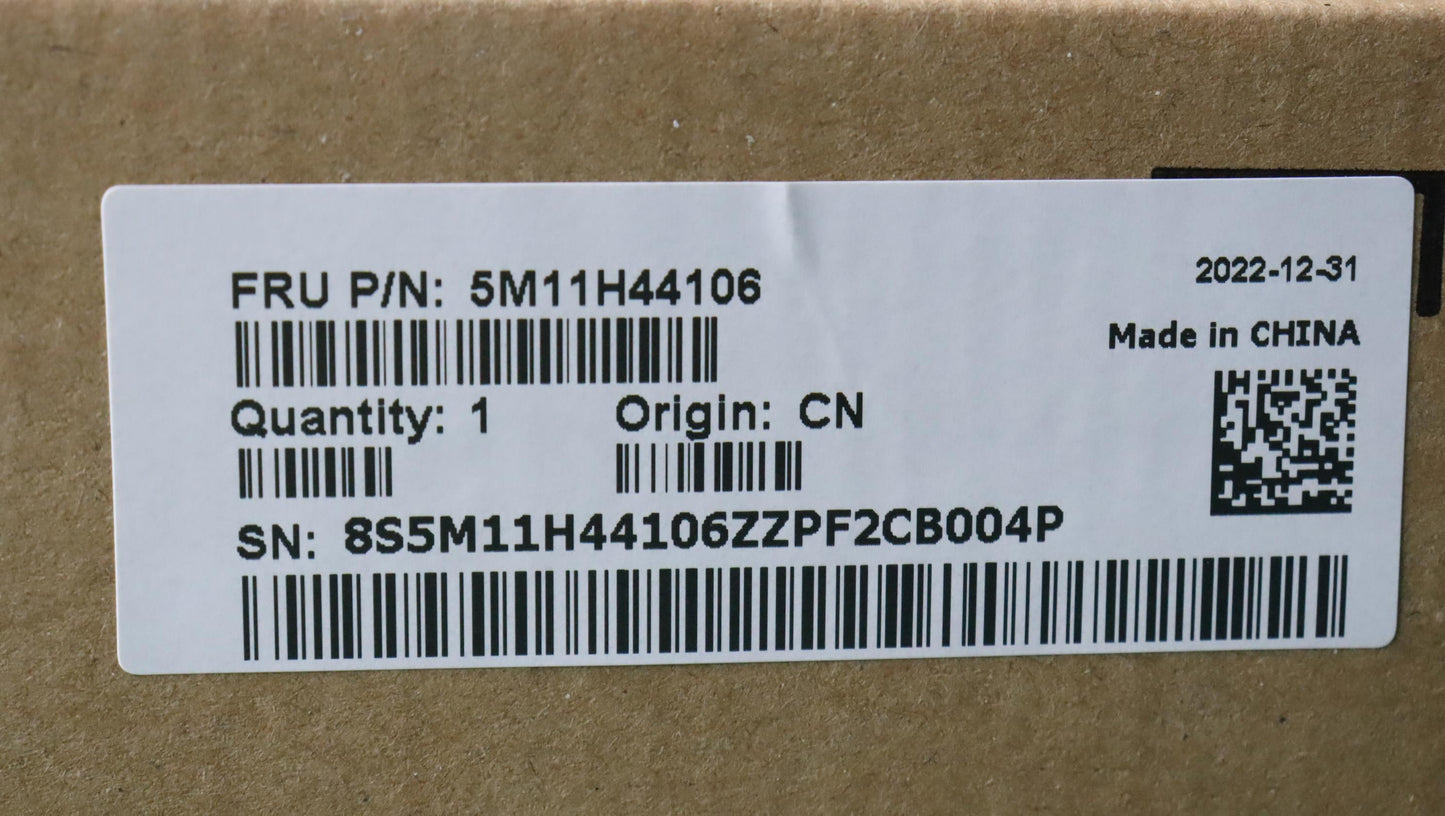 2022-12-31
FRU P/N: 5M11H44106
Made in CHINA
Quantity: 1 Origin: CN
SN: 8S5M11H44106ZZPF2CB004P